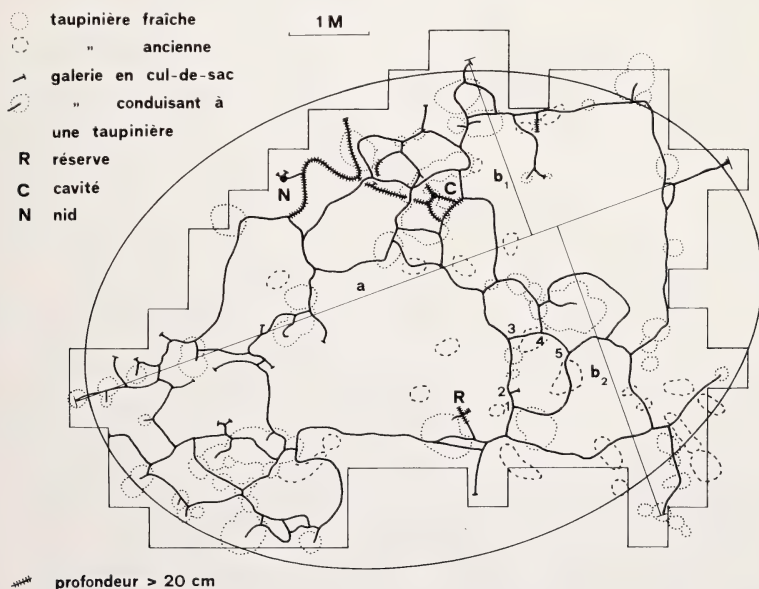 taupinière fraîche
" ancienne
galerie en cul-de-sac
" conduisant à
une taupinière
R réserve
C cavité
N nid
1 M
N
C
b1
a
3
4
5
b2
2
1
R
profondeur > 20 cm